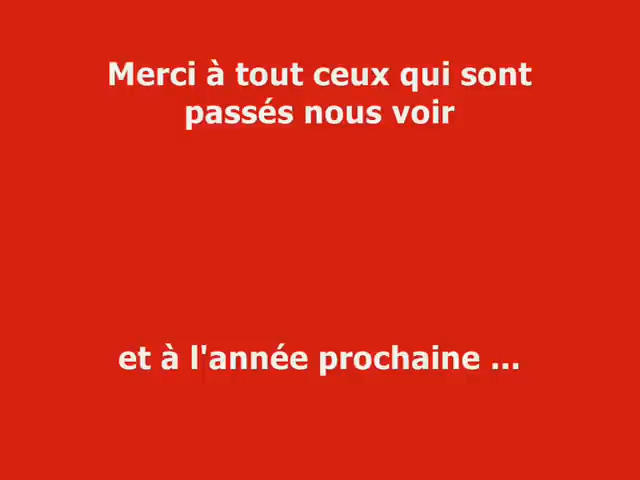 Merci à tout ceux qui sont
passés nous voir
et à l'année prochaine ...